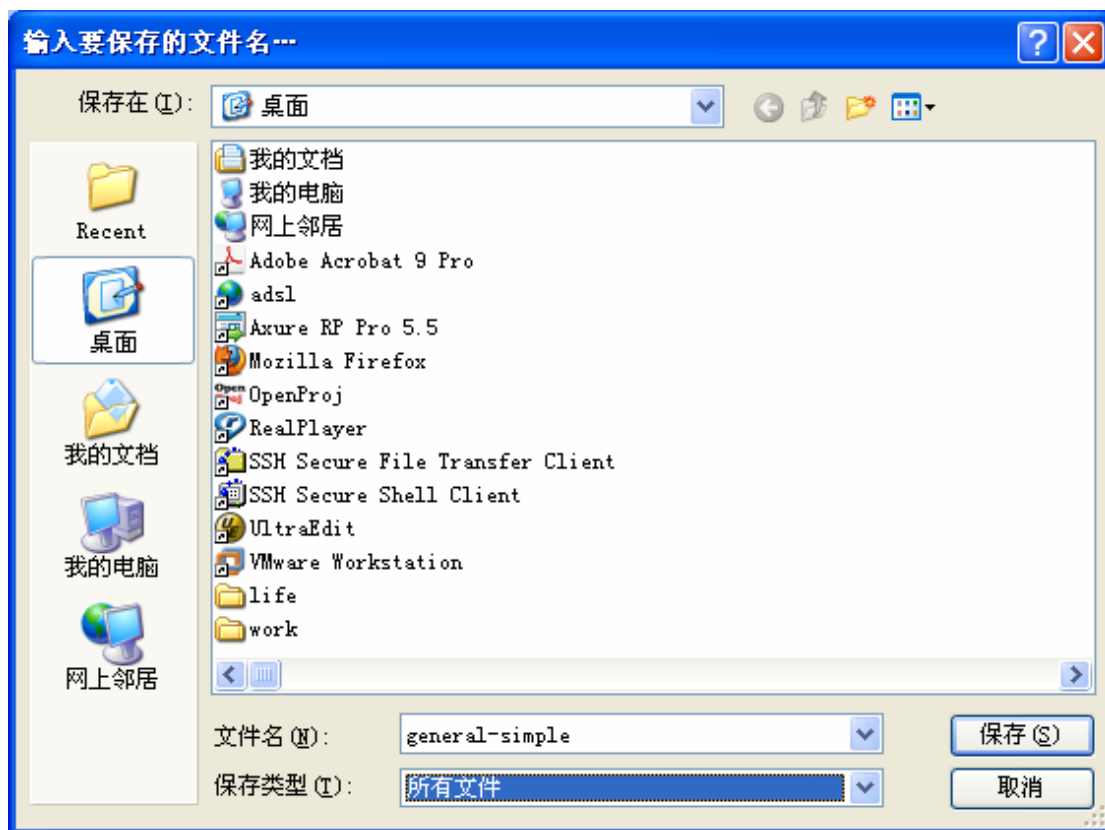 输入要保存的文件名…
保存在(I):
桌面
Recent
桌面
我的文档
我的电脑
网上邻居
我的文档
我的电脑
网上邻居
Adobe Acrobat 9 Pro
adsl
Axure RP Pro 5.5
Mozilla Firefox
OpenProj
RealPlayer
SSH Secure File Transfer Client
SSH Secure Shell Client
UltraEdit
VMware Workstation
life
work
文件名(N):
general-simple
保存(S)
保存类型(T):
所有文件
取消